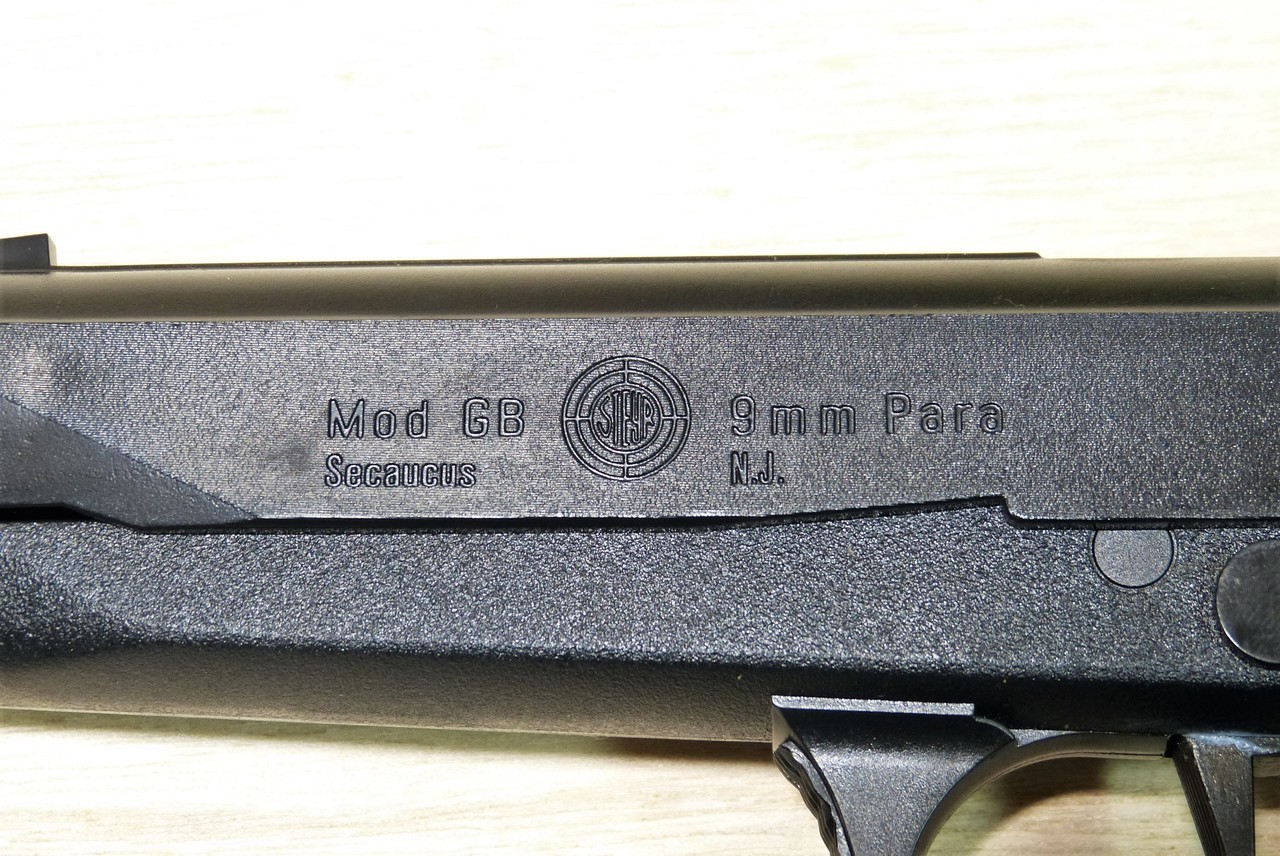 Mod GB STEYR 9mm Para
Secaucus N.J.